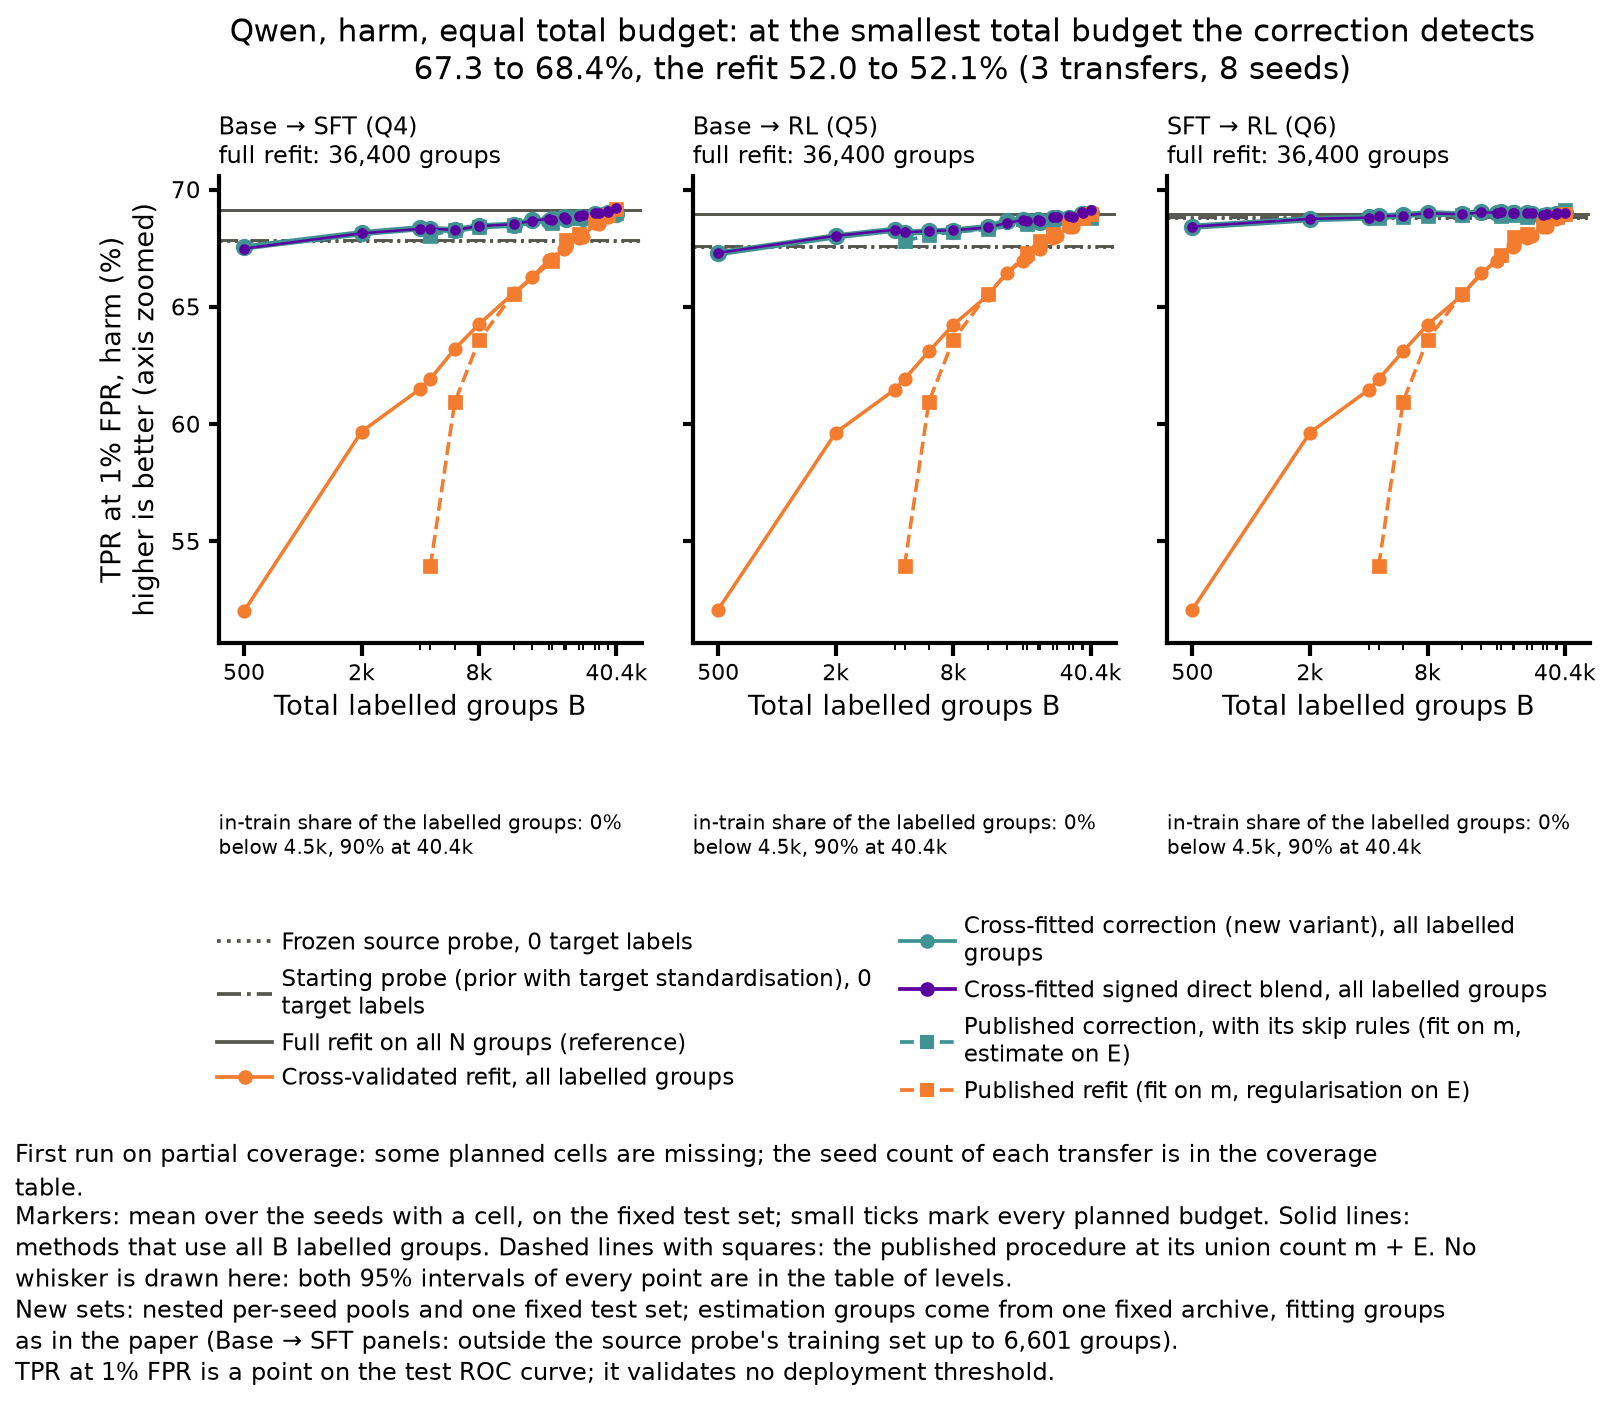 Qwen, harm, equal total budget: at the smallest total budget the correction detects
67.3 to 68.4%, the refit 52.0 to 52.1% (3 transfers, 8 seeds)
Base → SFT (Q4)
full refit: 36,400 groups
Base → RL (Q5)
full refit: 36,400 groups
SFT → RL (Q6)
full refit: 36,400 groups
TPR at 1% FPR, harm (%)
higher is better (axis zoomed)
70
65
60
55
500 2k 8k 40.4k
500 2k 8k 40.4k
500 2k 8k 40.4k
Total labelled groups B
Total labelled groups B
Total labelled groups B
in-train share of the labelled groups: 0%
below 4.5k, 90% at 40.4k
in-train share of the labelled groups: 0%
below 4.5k, 90% at 40.4k
in-train share of the labelled groups: 0%
below 4.5k, 90% at 40.4k
Frozen source probe, 0 target labels
Starting probe (prior with target standardisation), 0
target labels
Full refit on all N groups (reference)
Cross-validated refit, all labelled groups
Cross-fitted correction (new variant), all labelled
groups
Cross-fitted signed direct blend, all labelled groups
Published correction, with its skip rules (fit on m,
estimate on E)
Published refit (fit on m, regularisation on E)
First run on partial coverage: some planned cells are missing; the seed count of each transfer is in the coverage
table.
Markers: mean over the seeds with a cell, on the fixed test set; small ticks mark every planned budget. Solid lines:
methods that use all B labelled groups. Dashed lines with squares: the published procedure at its union count m + E. No
whisker is drawn here: both 95% intervals of every point are in the table of levels.
New sets: nested per-seed pools and one fixed test set; estimation groups come from one fixed archive, fitting groups
as in the paper (Base → SFT panels: outside the source probe's training set up to 6,601 groups).
TPR at 1% FPR is a point on the test ROC curve; it validates no deployment threshold.